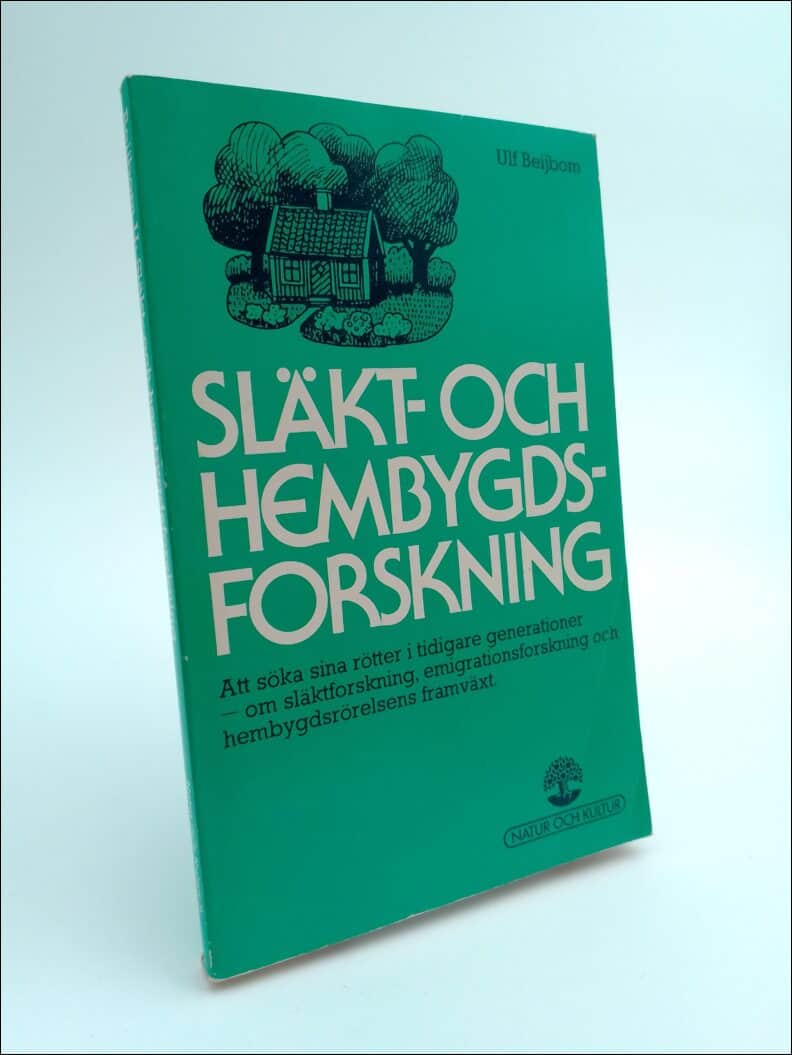 Ulf Beijbom
SLÄKT- OCH
HEMBYGDS-
FORSKNING
Att söka sina rötter i tidigare generationer
— om släktforskning, emigrationsforskning och
hembygdsrörelsens framväxt.
NATUR OCH KULTUR